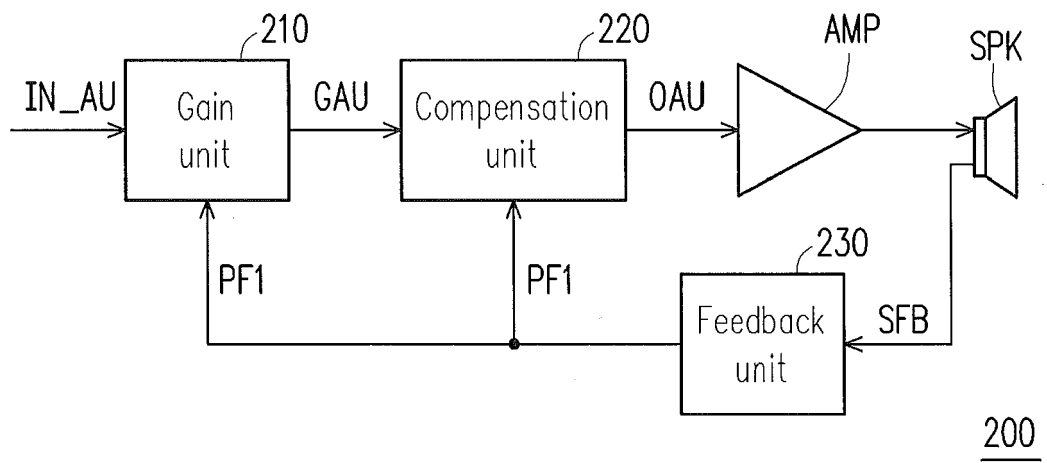 210
220
AMP
SPK
IN_AU
Gain
unit
GAU
Compensation
unit
OAU
230
PF1
PF1
Feedback
unit
SFB
200